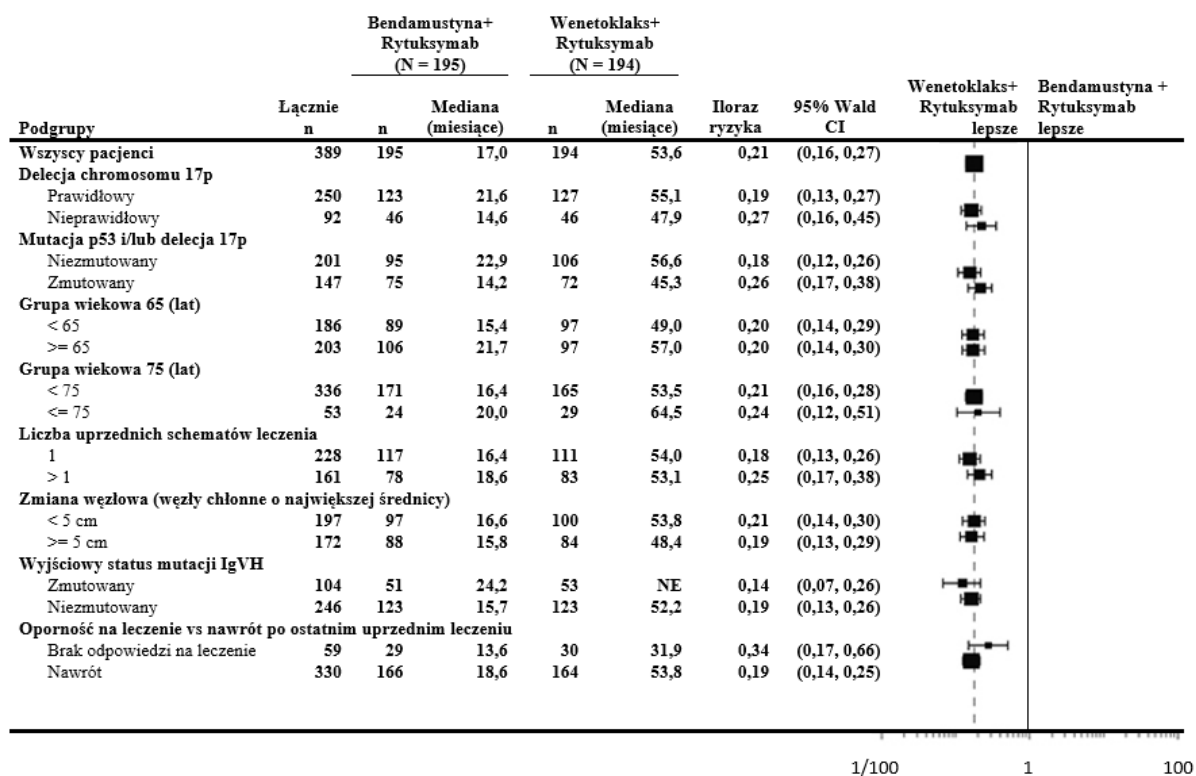 Bendamustyna+ Wenetoklaks+
Rytuksymab Rytuksymab
(N = 195) (N = 194)
Wenetoklaks+ Bendamustyna +
Łącznie Mediana Mediana Iloraz 95% Wald Rytuksymab Rytuksymab
Podgrupy n n (miesiące) n (miesiące) ryzyka CI lepsze lepsze
Wszyscy pacjenci 389 195 17,0 194 53,6 0,21 (0,16, 0,27)
Delecja chromosomu 17p
Prawidłowy 250 123 21,6 127 55,1 0,19 (0,13, 0,27)
Nieprawidłowy 92 46 14,6 46 47,9 0,27 (0,16, 0,45)
Mutacja p53 i/lub delecja 17p
Niezmutowany 201 95 22,9 106 56,6 0,18 (0,12, 0,26)
Zmutowany 147 75 14,2 72 45,3 0,26 (0,17, 0,38)
Grupa wiekowa 65 (lat)
< 65 186 89 15,4 97 49,0 0,20 (0,14, 0,29)
>= 65 203 106 21,7 97 57,0 0,20 (0,14, 0,30)
Grupa wiekowa 75 (lat)
< 75 336 171 16,4 165 53,5 0,21 (0,16, 0,28)
<= 75 53 24 20,0 29 64,5 0,24 (0,12, 0,51)
Liczba uprzednich schematów leczenia
1 228 117 16,4 111 54,0 0,18 (0,13, 0,26)
> 1 161 78 18,6 83 53,1 0,25 (0,17, 0,38)
Zmiana węzłowa (węzły chłonne o największej średnicy)
< 5 cm 197 97 16,6 100 53,8 0,21 (0,14, 0,30)
>= 5 cm 172 88 15,8 84 48,4 0,19 (0,13, 0,29)
Wyjściowy status mutacji IgVH
Zmutowany 104 51 24,2 53 NE 0,14 (0,07, 0,26)
Niezmutowany 246 123 15,7 123 52,2 0,19 (0,13, 0,26)
Oporność na leczenie vs nawrót po ostatnim uprzednim leczeniu
Brak odpowiedzi na leczenie 59 29 13,6 30 31,9 0,34 (0,17, 0,66)
Nawrót 330 166 18,6 164 53,8 0,19 (0,14, 0,25)
1/100 1 100